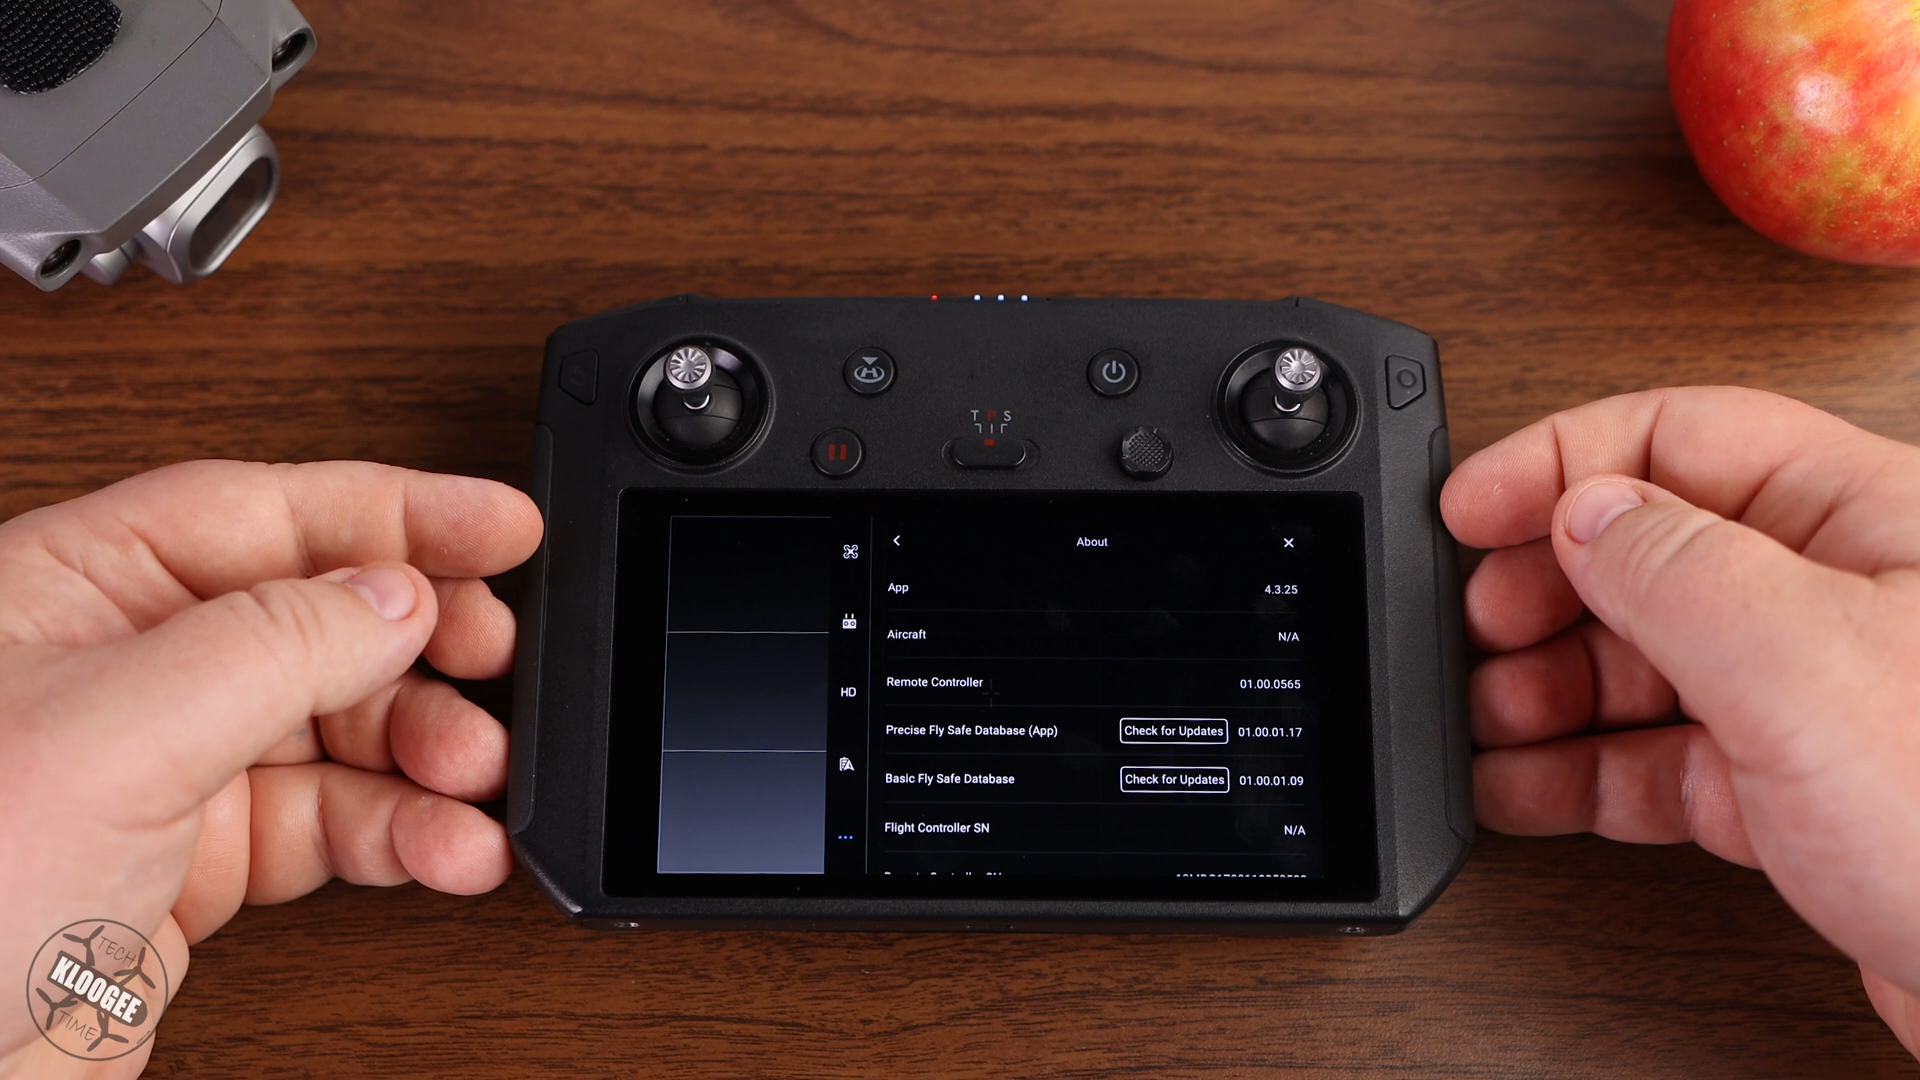 T P S
About
App 4.3.25
Aircraft N/A
Remote Controller 01.00.0565
HD
Precise Fly Safe Database (App) Check for Updates 01.00.01.17
Basic Fly Safe Database Check for Updates 01.00.01.09
Flight Controller SN N/A
TECH
KLOOGEE
TIME